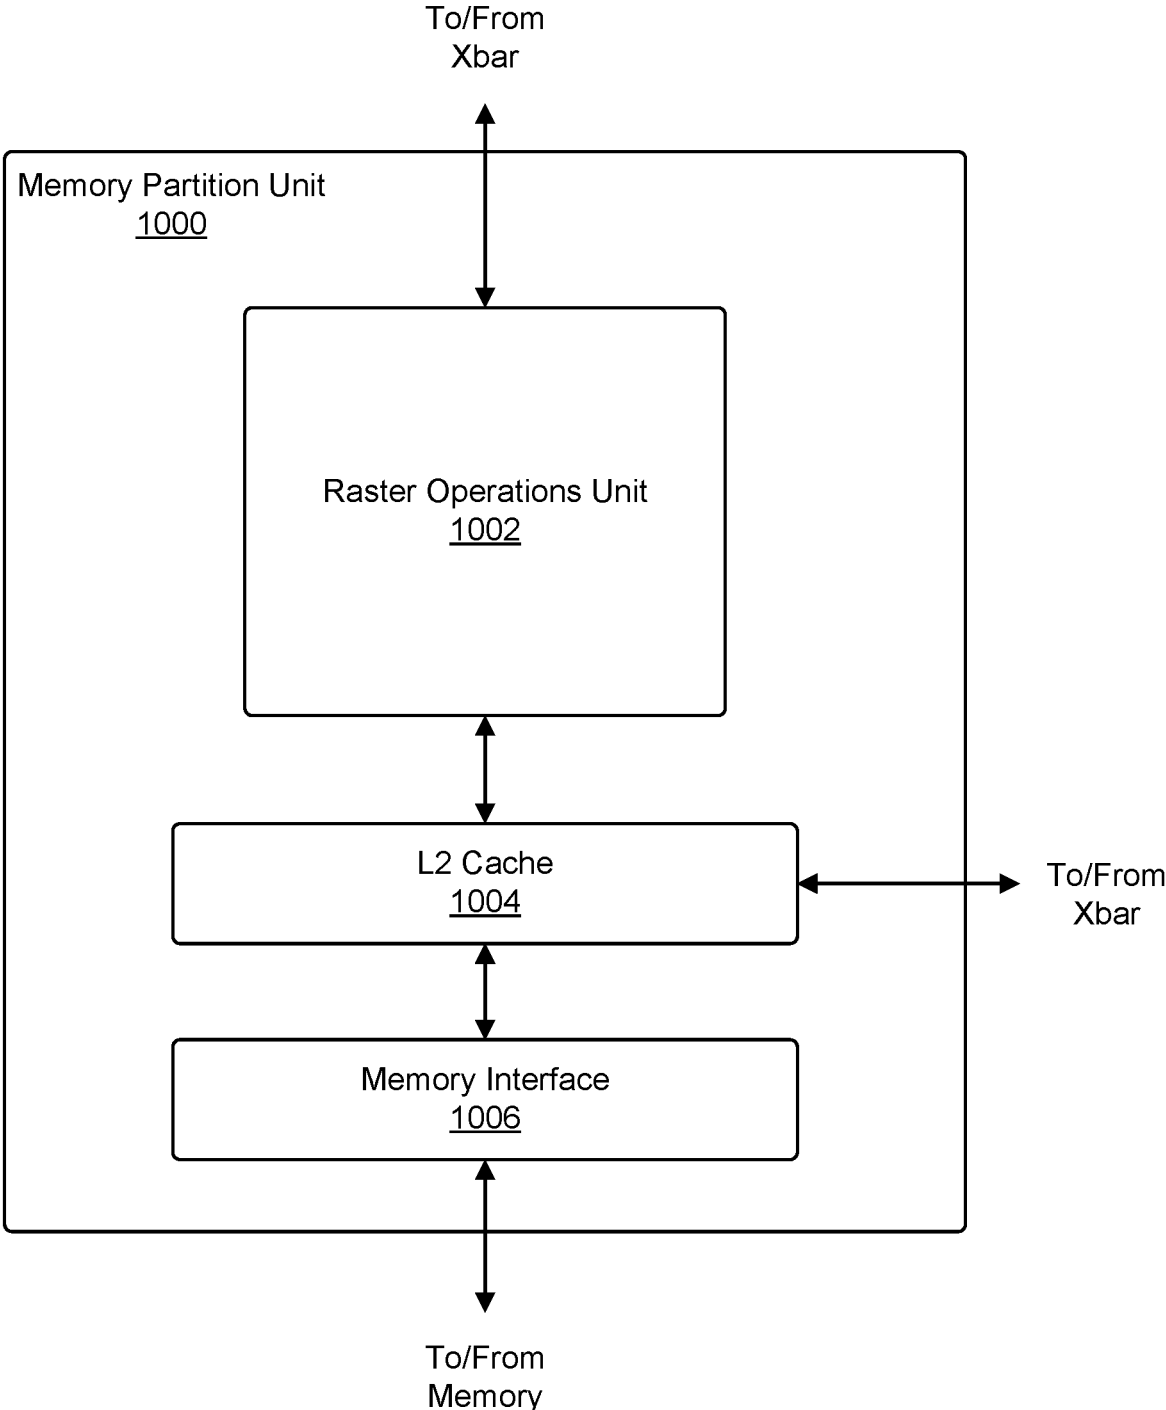 To/From
Xbar
Memory Partition Unit
1000
Raster Operations Unit
1002
L2 Cache
1004
To/From
Xbar
Memory Interface
1006
To/From
Memory